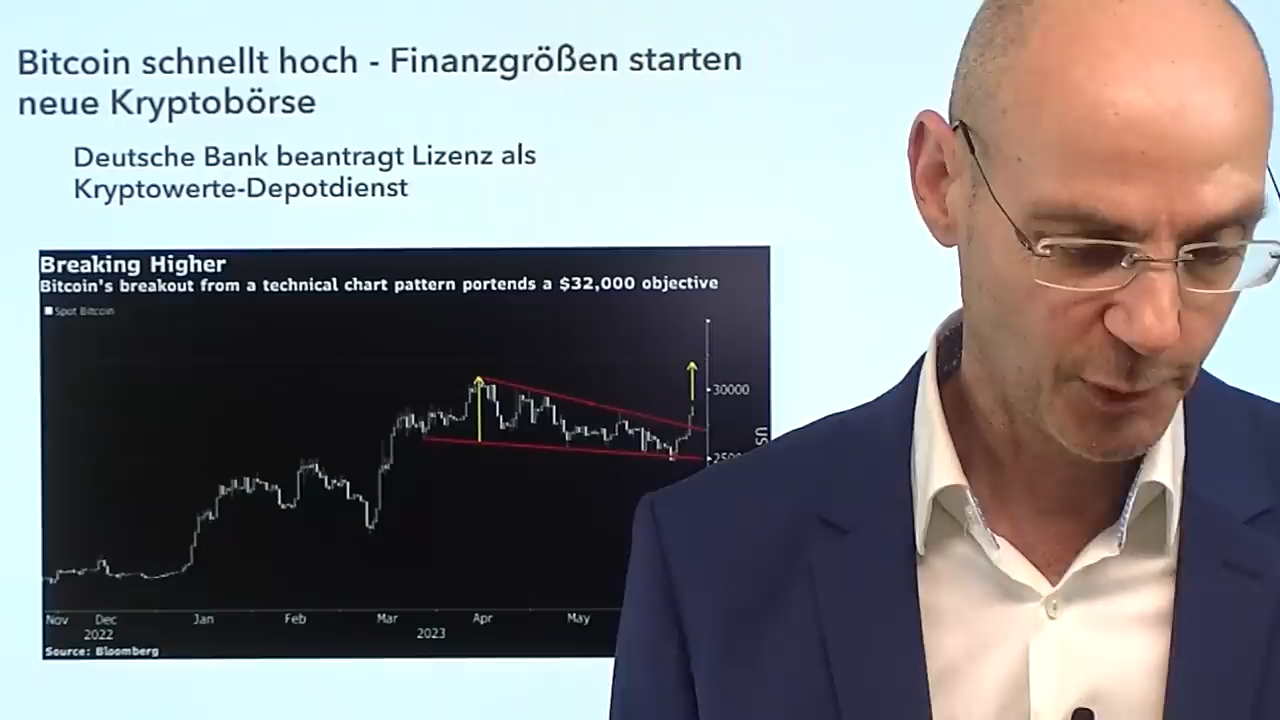 Bitcoin schnellt hoch - Finanzgrößen starten
neue Kryptobörse
Deutsche Bank beantragt Lizenz als
Kryptowerte-Depotdienst
Breaking Higher
Bitcoin's breakout from a technical chart pattern portends a $32,000 objective
Spot Bitcoin
30000
2500
US
Nov Dec Jan Feb Mar Apr May
2022 2023
Source: Bloomberg